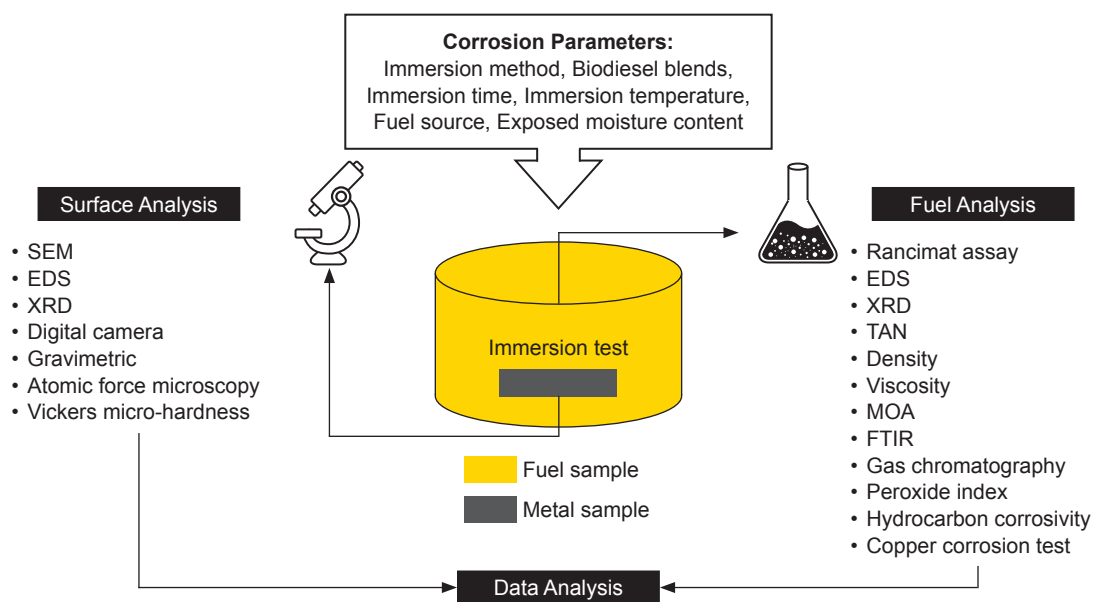 Corrosion Parameters:
Immersion method, Biodiesel blends,
Immersion time, Immersion temperature,
Fuel source, Exposed moisture content
Surface Analysis
• SEM
• EDS
• XRD
• Digital camera
• Gravimetric
• Atomic force microscopy
• Vickers micro-hardness
Immersion test
Fuel sample
Metal sample
Fuel Analysis
• Rancimat assay
• EDS
• XRD
• TAN
• Density
• Viscosity
• MOA
• FTIR
• Gas chromatography
• Peroxide index
• Hydrocarbon corrosivity
• Copper corrosion test
Data Analysis